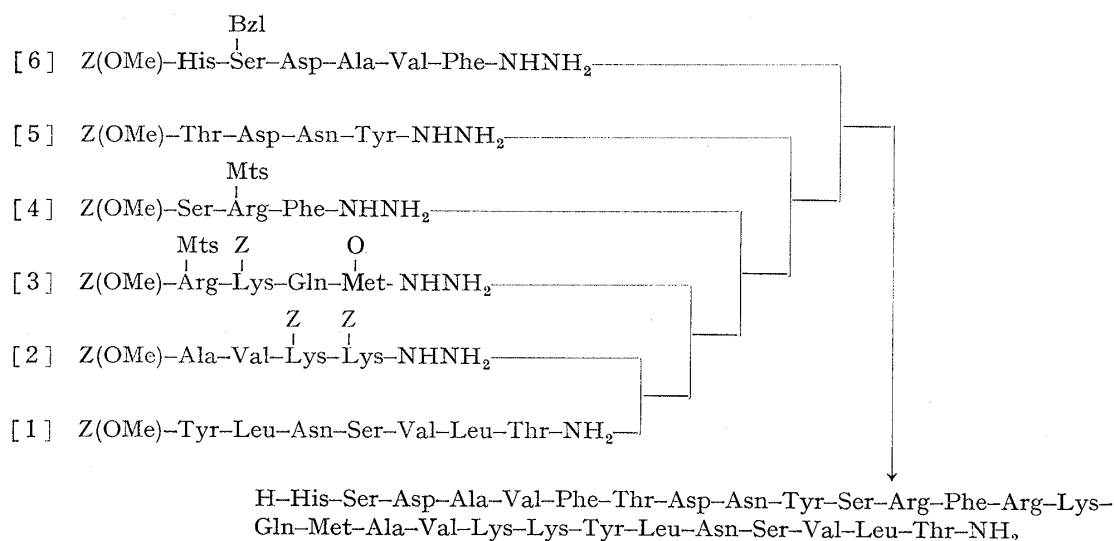 Bzl
[6] Z(OMe)–His–Ser–Asp–Ala–Val–Phe–NHNH₂
[5] Z(OMe)–Thr–Asp–Asn–Tyr–NHNH₂
Mts
[4] Z(OMe)–Ser–Arg–Phe–NHNH₂
Mts Z O
[3] Z(OMe)–Arg–Lys–Gln–Met- NHNH₂
Z Z
[2] Z(OMe)–Ala–Val–Lys–Lys–NHNH₂
[1] Z(OMe)–Tyr–Leu–Asn–Ser–Val–Leu–Thr–NH₂
H–His–Ser–Asp–Ala–Val–Phe–Thr–Asp–Asn–Tyr–Ser–Arg–Phe–Arg–Lys–
Gln–Met–Ala–Val–Lys–Lys–Tyr–Leu–Asn–Ser–Val–Leu–Thr–NH₂